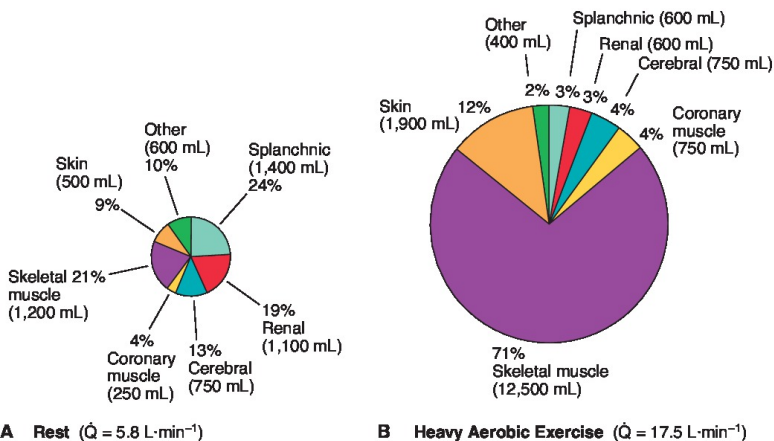 Other
(600 mL)
10%
Splanchnic
(1,400 mL)
24%
Skin
(500 mL)
9%
Skeletal 21%
muscle
(1,200 mL)
4%
Coronary
muscle
(250 mL)
13%
Cerebral
(750 mL)
19%
Renal
(1,100 mL)
A Rest (Q̇ = 5.8 L·min⁻¹)
Other
(400 mL)
2%
Splanchnic (600 mL)
3%
Renal (600 mL)
3%
Cerebral (750 mL)
4%
Coronary
muscle
(750 mL)
4%
Skin
(1,900 mL)
12%
71%
Skeletal muscle
(12,500 mL)
B Heavy Aerobic Exercise (Q̇ = 17.5 L·min⁻¹)